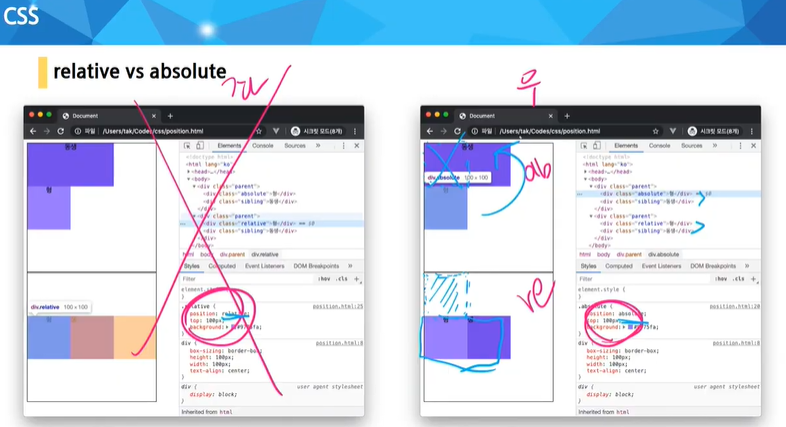 CSS
relative vs absolute
좌
우
Document
파일 | /Users/tak/Codes/css/position.html
시크릿 모드(6개)
동생
형
Elements Console Sources
<!doctype html>
<html lang="ko">
<head>…</head>
<body>
<div class="parent">
<div class="absolute">형</div>
<div class="sibling">동생</div>
</div>
<div class="parent">
<div class="relative">형</div> == $0
<div class="sibling">동생</div>
</div>
</body>
html body div.parent div.relative
Styles Computed Event Listeners DOM Breakpoints
Filter :hov .cls +
element.style {
}
div.relative 100×100
.relative { position.html:25
position: relative;
top: 100px;
background:
}
div { position.html:8
box-sizing: border-box;
height: 100px;
width: 100px;
text-align: center;
}
div { user agent stylesheet
display: block;
}
Inherited from html
Document
파일 | /Users/tak/Codes/css/position.html
시크릿 모드(6개)
동생
div.absolute 100×100
형
ab
re
Elements Console Sources
<!doctype html>
<html lang="ko">
<head>…</head>
<body>
<div class="parent">
<div class="absolute">형</div> == $0
<div class="sibling">동생</div>
</div>
<div class="parent">
<div class="relative">형</div>
<div class="sibling">동생</div>
</div>
</body>
html body div.parent div.absolute
Styles Computed Event Listeners DOM Breakpoints
Filter :hov .cls +
element.style {
}
.absolute { position.html:20
position: absolute;
top: 100px;
background:
}
div { position.html:8
box-sizing: border-box;
height: 100px;
width: 100px;
text-align: center;
}
div { user agent stylesheet
display: block;
}
Inherited from html